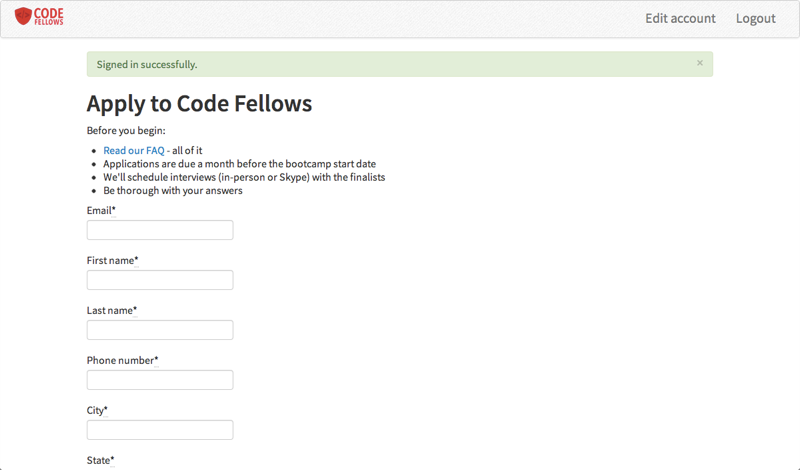 CODE
FELLOWS
Edit account Logout
Signed in successfully. ×
Apply to Code Fellows
Before you begin:
• Read our FAQ - all of it
• Applications are due a month before the bootcamp start date
• We'll schedule interviews (in-person or Skype) with the finalists
• Be thorough with your answers
Email*
First name*
Last name*
Phone number*
City*
State*